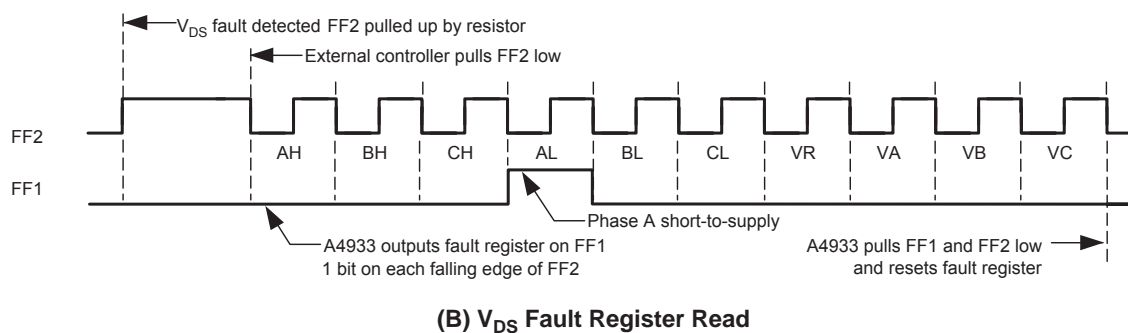 V_DS fault detected FF2 pulled up by resistor
External controller pulls FF2 low
FF2
AH BH CH AL BL CL VR VA VB VC
FF1
Phase A short-to-supply
A4933 outputs fault register on FF1
1 bit on each falling edge of FF2
A4933 pulls FF1 and FF2 low
and resets fault register
(B) V_DS Fault Register Read